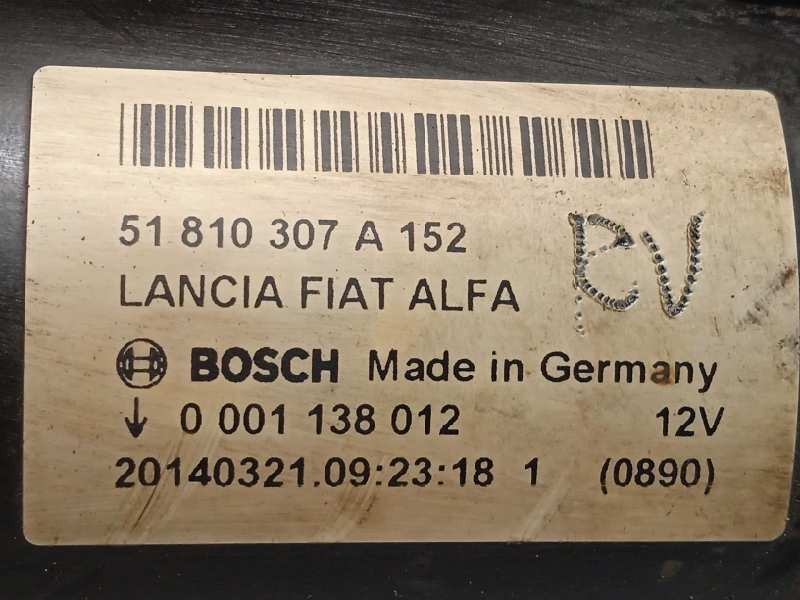 51 810 307 A 152
LANCIA FIAT ALFA
BOSCH Made in Germany
↓ 0 001 138 012 12V
20140321.09:23:18 1 (0890)